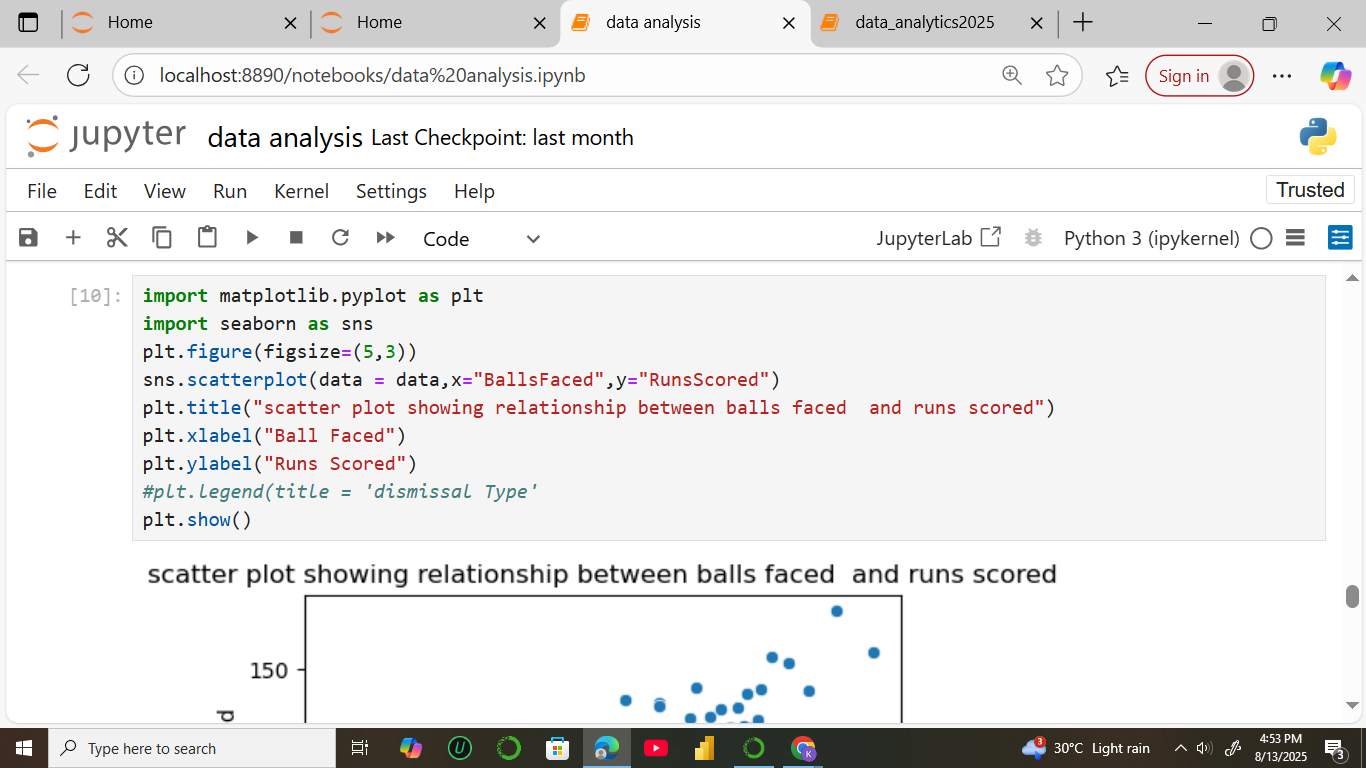 Home
Home
data analysis
data_analytics2025
localhost:8890/notebooks/data%20analysis.ipynb
Sign in
jupyter data analysis Last Checkpoint: last month
File Edit View Run Kernel Settings Help
Trusted
Code
JupyterLab
Python 3 (ipykernel)
[10]:
import matplotlib.pyplot as plt
import seaborn as sns
plt.figure(figsize=(5,3))
sns.scatterplot(data = data,x="BallsFaced",y="RunsScored")
plt.title("scatter plot showing relationship between balls faced  and runs scored")
plt.xlabel("Ball Faced")
plt.ylabel("Runs Scored")
#plt.legend(title = 'dismissal Type'
plt.show()
scatter plot showing relationship between balls faced  and runs scored
150
d
Type here to search
U
K
3
30°C Light rain
4:53 PM
8/13/2025
3